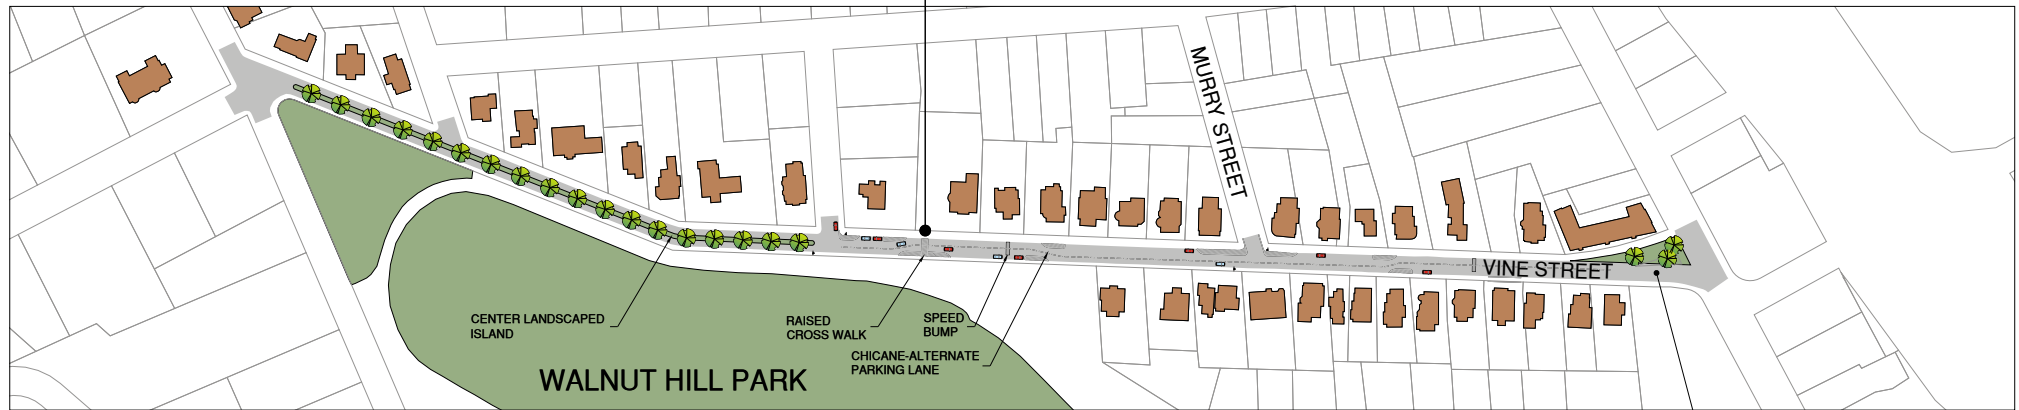 MURRY STREET
VINE STREET
CENTER LANDSCAPED
ISLAND
RAISED
CROSS WALK
SPEED
BUMP
CHICANE-ALTERNATE
PARKING LANE
WALNUT HILL PARK